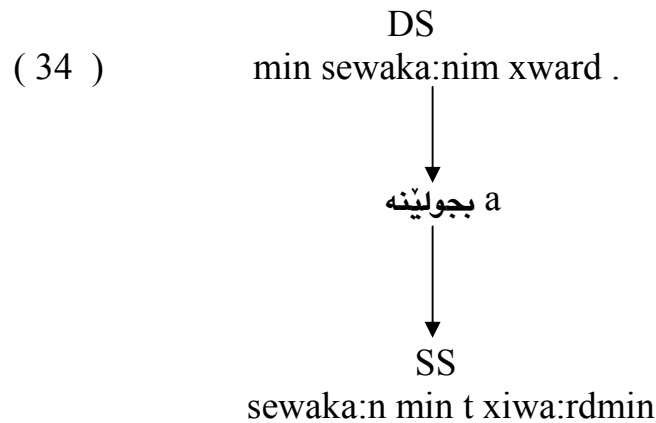 DS
( 34 ) min sewaka:nim xward .
a بجولێنه
SS
sewaka:n min t xiwa:rdmin